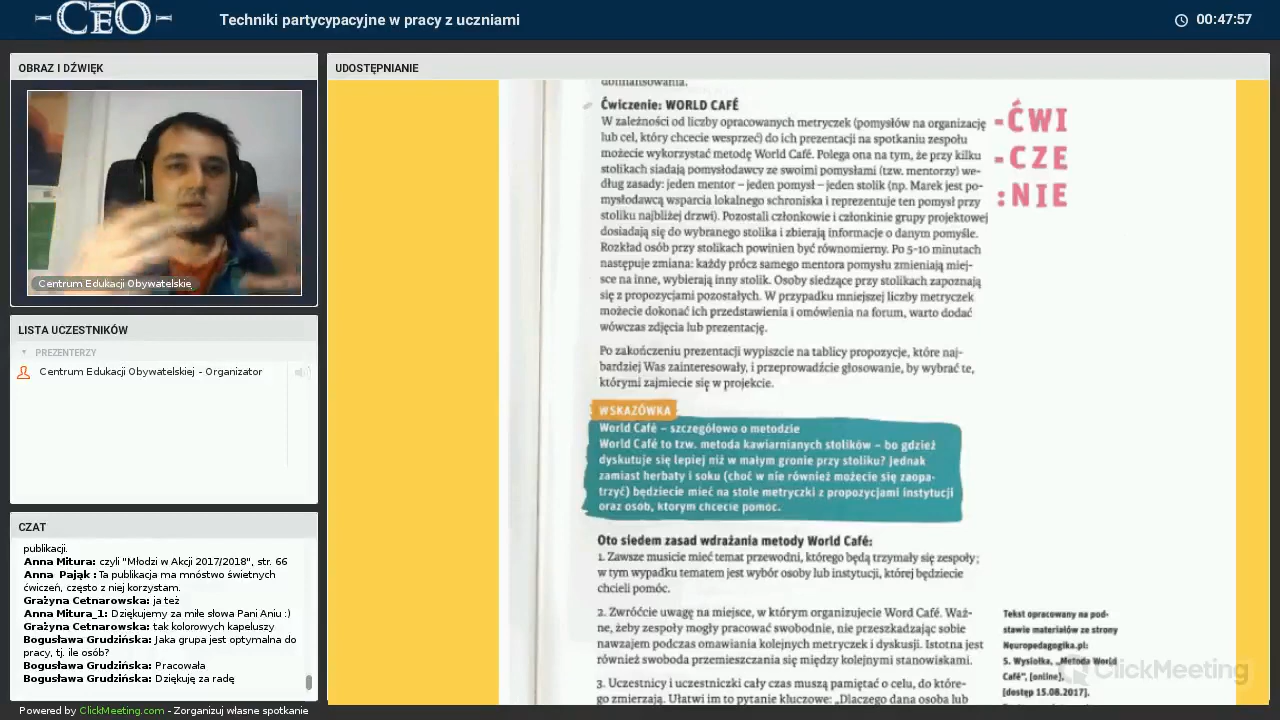 CEO
Techniki partycypacyjne w pracy z uczniami
00:47:57
OBRAZ I DŹWIĘK
Centrum Edukacji Obywatelskie
LISTA UCZESTNIKÓW
PREZENTERZY
Centrum Edukacji Obywatelskiej - Organizator
CZAT
publikacji.
Anna Mitura: czyli "Młodzi w Akcji 2017/2018", str. 66
Anna Pająk : Ta publikacja ma mnóstwo świetnych
ćwiczeń, często z niej korzystam.
Grażyna Cetnarowska: ja też
Anna Mitura_1: Dziękujemy za miłe słowa Pani Aniu :)
Grażyna Cetnarowska: tak kolorowych kapeluszy
Bogusława Grudzińska: Jaka grupa jest optymalna do
pracy, tj. ile osób?
Bogusława Grudzińska: Pracowała
Bogusława Grudzińska: Dziękuję za radę
Powered by ClickMeeting.com - Zorganizuj własne spotkanie
UDOSTĘPNIANIE
dofinansowania.
Ćwiczenie: WORLD CAFÉ
W zależności od liczby opracowanych metryczek (pomysłów na organizację
lub cel, który chcecie wesprzeć) do ich prezentacji na spotkaniu zespołu
możecie wykorzystać metodę World Café. Polega ona na tym, że przy kilku
stolikach siadają pomysłodawcy ze swoimi pomysłami (tzw. mentorzy) we-
dług zasady: jeden mentor – jeden pomysł – jeden stolik (np. Marek jest po-
mysłodawcą wsparcia lokalnego schroniska i reprezentuje ten pomysł przy
stoliku najbliżej drzwi). Pozostali członkowie i członkinie grupy projektowej
dosiadają się do wybranego stolika i zbierają informacje o danym pomyśle.
Rozkład osób przy stolikach powinien być równomierny. Po 5-10 minutach
następuje zmiana: każdy prócz samego mentora pomysłu zmieniają miej-
sce na inne, wybierają inny stolik. Osoby siedzące przy stolikach zapoznają
się z propozycjami pozostałych. W przypadku mniejszej liczby metryczek
możecie dokonać ich przedstawienia i omówienia na forum, warto dodać
wówczas zdjęcia lub prezentację.
Po zakończeniu prezentacji wypiszcie na tablicy propozycje, które naj-
bardziej Was zainteresowały, i przeprowadźcie głosowanie, by wybrać te,
którymi zajmiecie się w projekcie.
WSKAZÓWKA
World Café – szczegółowo o metodzie
World Café to tzw. metoda kawiarnianych stolików – bo gdzież
dyskutuje się lepiej niż w małym gronie przy stoliku? Jednak
zamiast herbaty i soku (choć w nie również możecie się zaopa-
trzyć) będziecie mieć na stole metryczki z propozycjami instytucji
oraz osób, którym chcecie pomóc.
Oto siedem zasad wdrażania metody World Café:
1. Zawsze musicie mieć temat przewodni, którego będą trzymały się zespoły;
w tym wypadku tematem jest wybór osoby lub instytucji, której będziecie
chcieli pomóc.
2. Zwróćcie uwagę na miejsce, w którym organizujecie Word Café. Waż-
ne, żeby zespoły mogły pracować swobodnie, nie przeszkadzając sobie
nawzajem podczas omawiania kolejnych metryczek i dyskusji. Istotna jest
również swoboda przemieszczania się między kolejnymi stanowiskami.
3. Uczestnicy i uczestniczki cały czas muszą pamiętać o celu, do które-
go zmierzają. Ułatwi im to pytanie kluczowe: „Dlaczego dana osoba lub
-ĆWI
-CZE
:NIE
Tekst opracowany na pod-
stawie materiałów ze strony
Neuropedagogika.pl:
S. Wysiołka, „Metoda World
Café", [online],
[dostęp 15.08.2017].
ClickMeeting